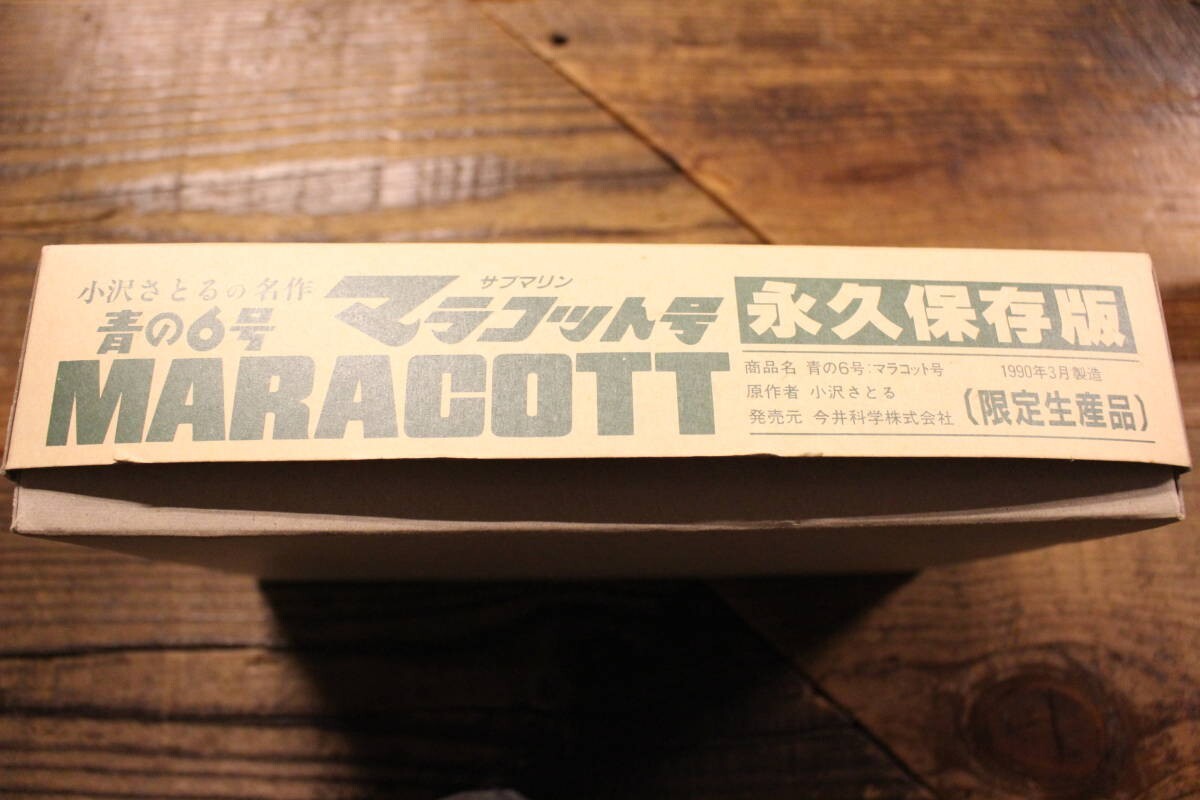 小沢さとるの名作
青の6号
サブマリン
マラコット号
MARACOTT
永久保存版
商品名 青の6号:マラコット号
原作者 小沢さとる
発売元 今井科学株式会社
1990年3月製造
(限定生産品)